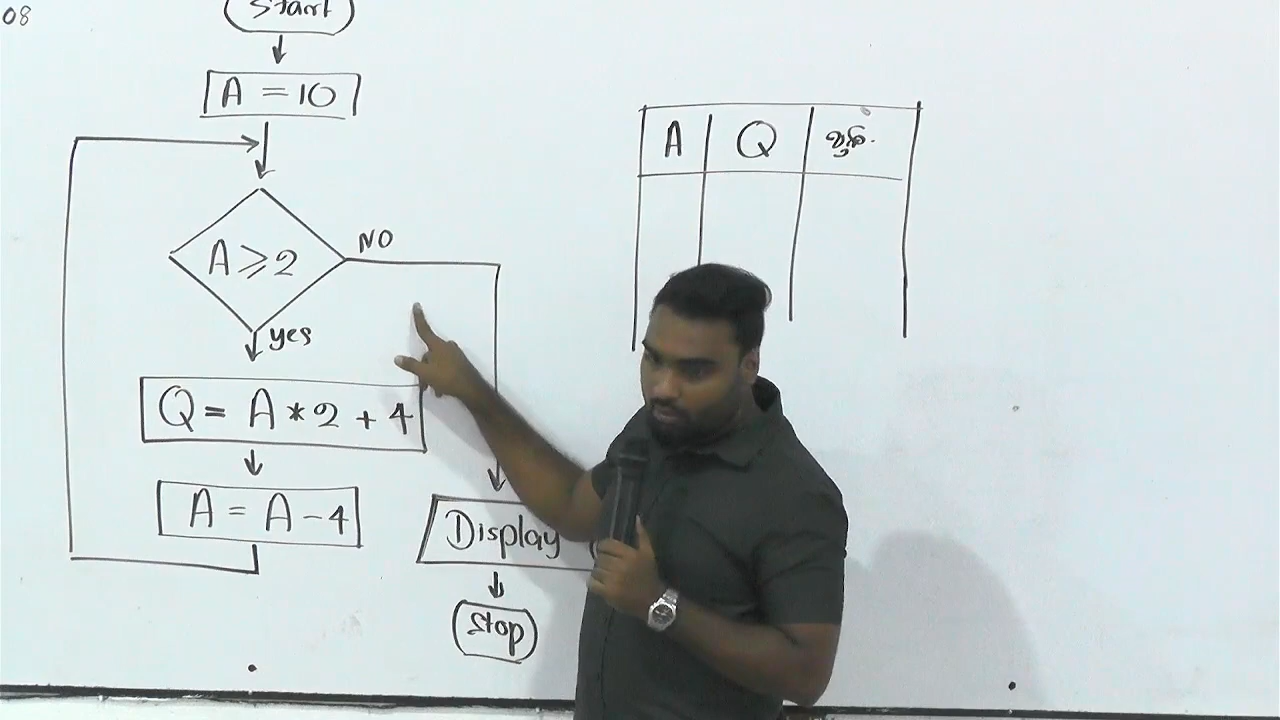 08
Start
A = 10
A ≥ 2
NO
yes
Q = A * 2 + 4
A = A - 4
Display
Stop
A Q